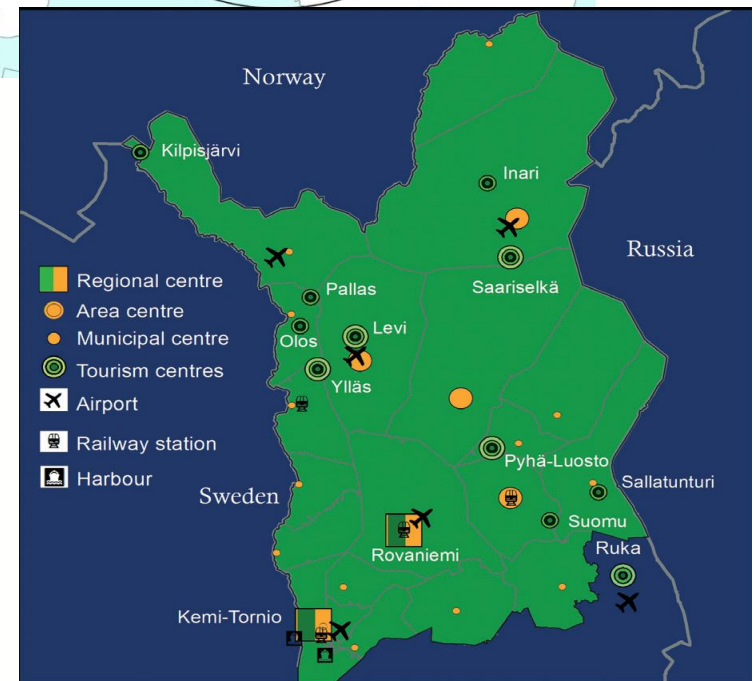 Norway
Kilpisjärvi
Inari
Russia
Saariselkä
Regional centre
Area centre
Municipal centre
Tourism centres
Airport
Railway station
Harbour
Pallas
Olos
Levi
Ylläs
Pyhä-Luosto
Sallatunturi
Sweden
Suomu
Rovaniemi
Ruka
Kemi-Tornio